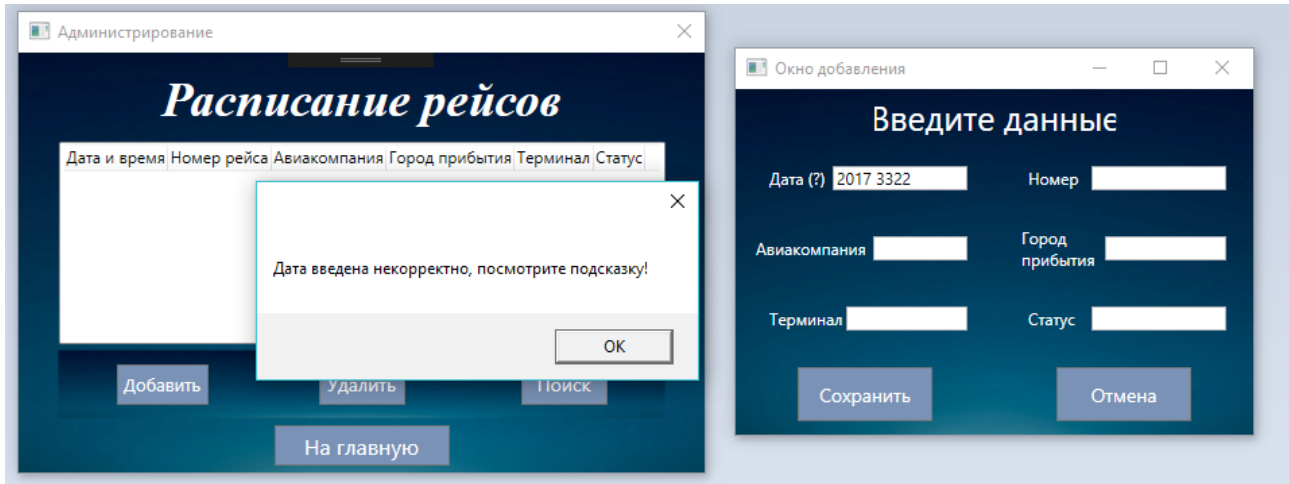 Администрирование
Расписание рейсов
Дата и время Номер рейса Авиакомпания Город прибытия Терминал Статус
Дата введена некорректно, посмотрите подсказку!
OK
Добавить Удалить Поиск
На главную
Окно добавления
Введите данные
Дата (?) 2017 3322 Номер
Авиакомпания Город
прибытия
Терминал Статус
Сохранить Отмена